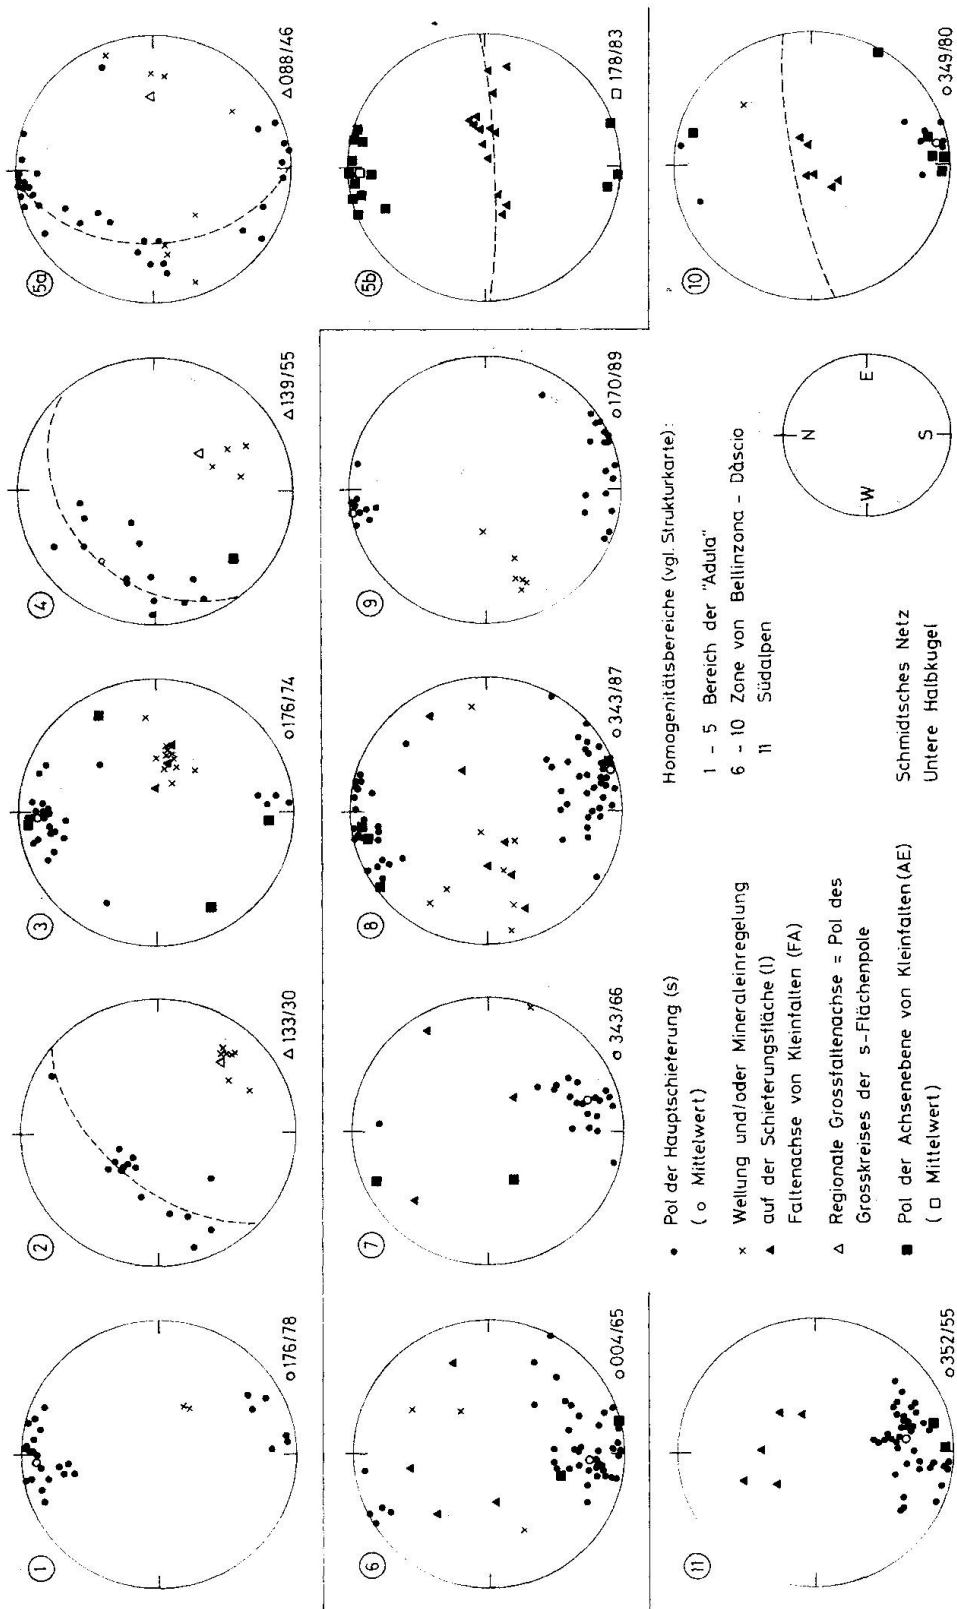 ①
○176/78
②
△133/30
③
○176/74
④
△139/55
⑤a
△088/46
⑥
○004/65
⑦
○343/66
⑧
○343/87
⑨
○170/89
⑤b
□178/83
⑪
○352/55
⑩
○349/80
● Pol der Hauptschieferung (s)
( ○ Mittelwert)
× Wellung und/oder Mineraleinregelung
▲ auf der Schieferungsfläche (l)
Faltenachse von Kleinfalten (FA)
△ Regionale Grossfaltenachse = Pol des
Grosskreises der s-Flächenpole
■ Pol der Achsenebene von Kleinfalten (AE)
( □ Mittelwert)
Homogenitätsbereiche (vgl. Strukturkarte):
1 - 5 Bereich der "Adula"
6 - 10 Zone von Bellinzona - Dàscio
11 Südalpen
Schmidtsches Netz
Untere Halbkugel
N
W
E
S